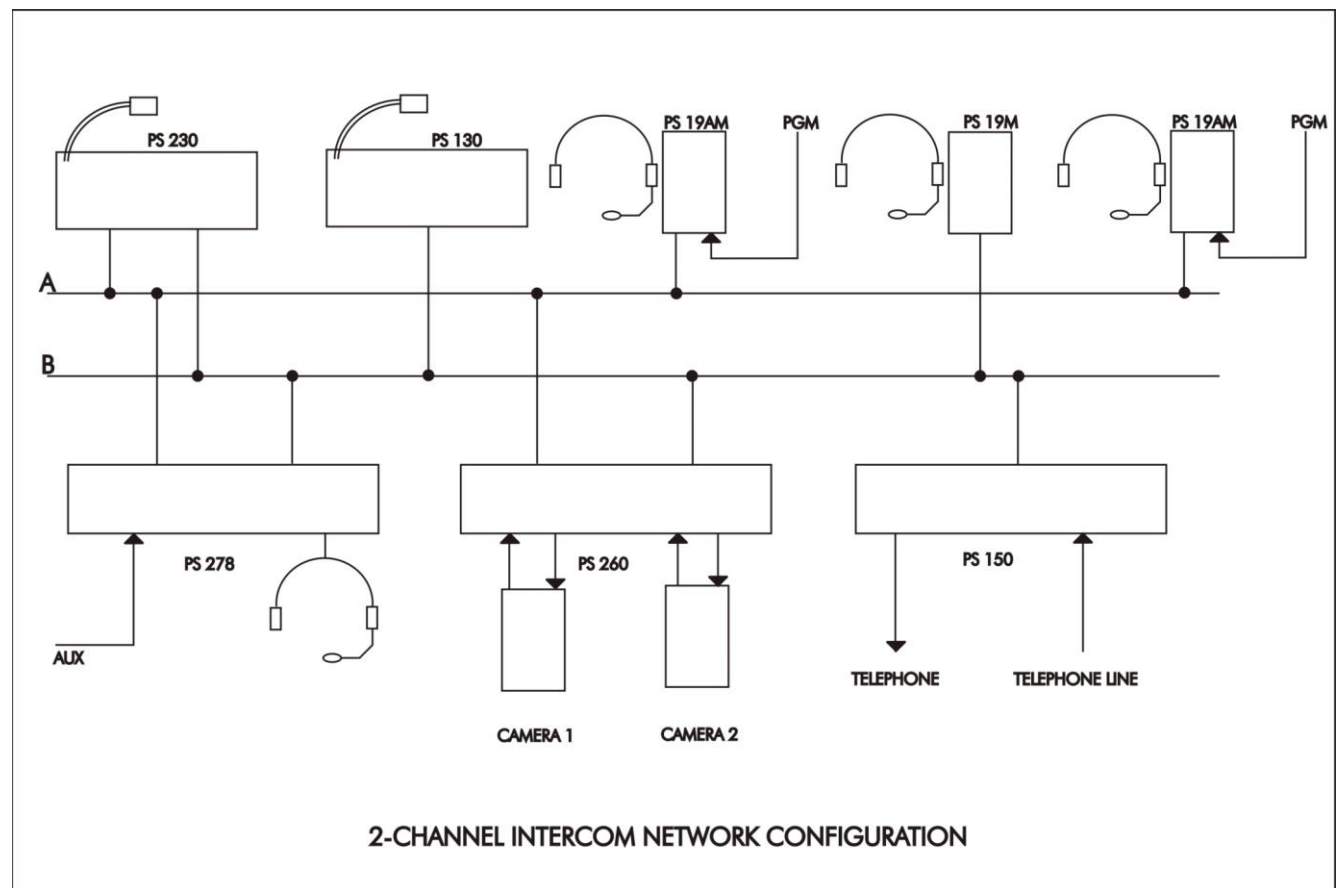 PS 230
PS 130
PS 19AM
PGM
PS 19M
PS 19AM
PGM
A
B
PS 278
PS 260
PS 150
AUX
TELEPHONE
TELEPHONE LINE
CAMERA 1
CAMERA 2
2-CHANNEL INTERCOM NETWORK CONFIGURATION